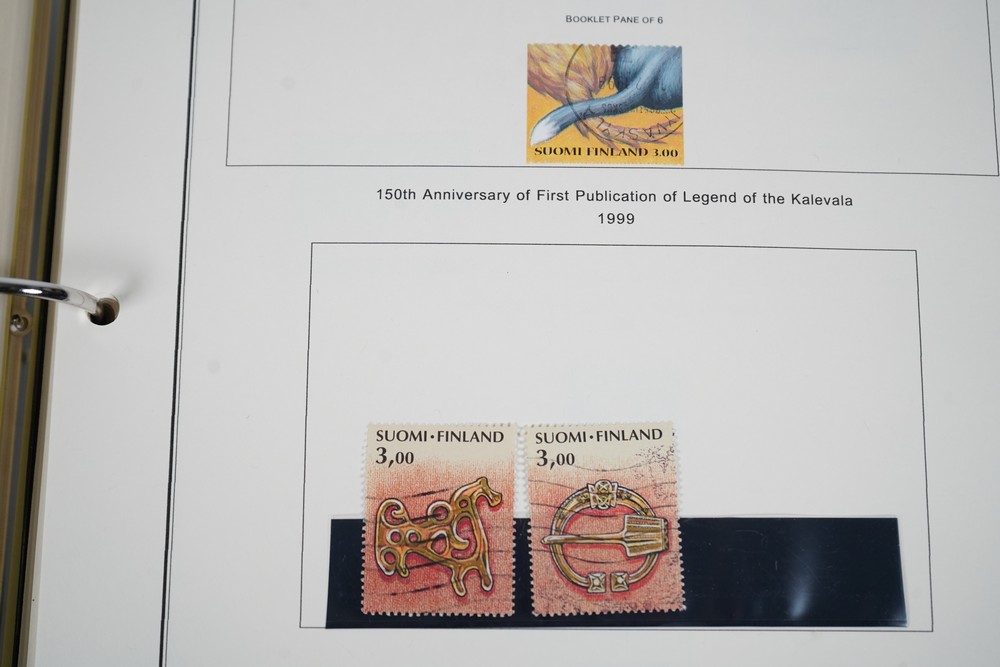 BOOKLET PANE OF 6
SUOMI FINLAND 3.00
150th Anniversary of First Publication of Legend of the Kalevala
1999
SUOMI•FINLAND
3,00
SUOMI•FINLAND
3,00